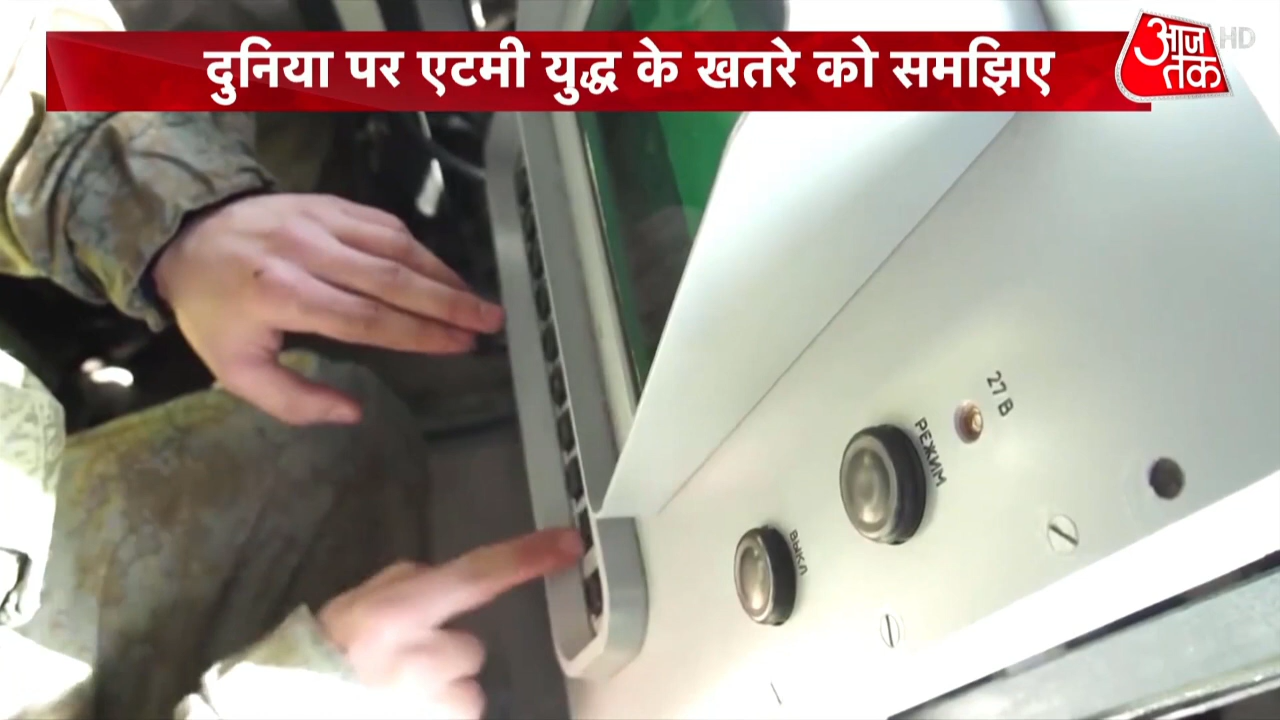 दुनिया पर एटमी युद्ध के खतरे को समझिए
आज
तक
HD
27 В
РЕЖИМ
ВЫКЛ